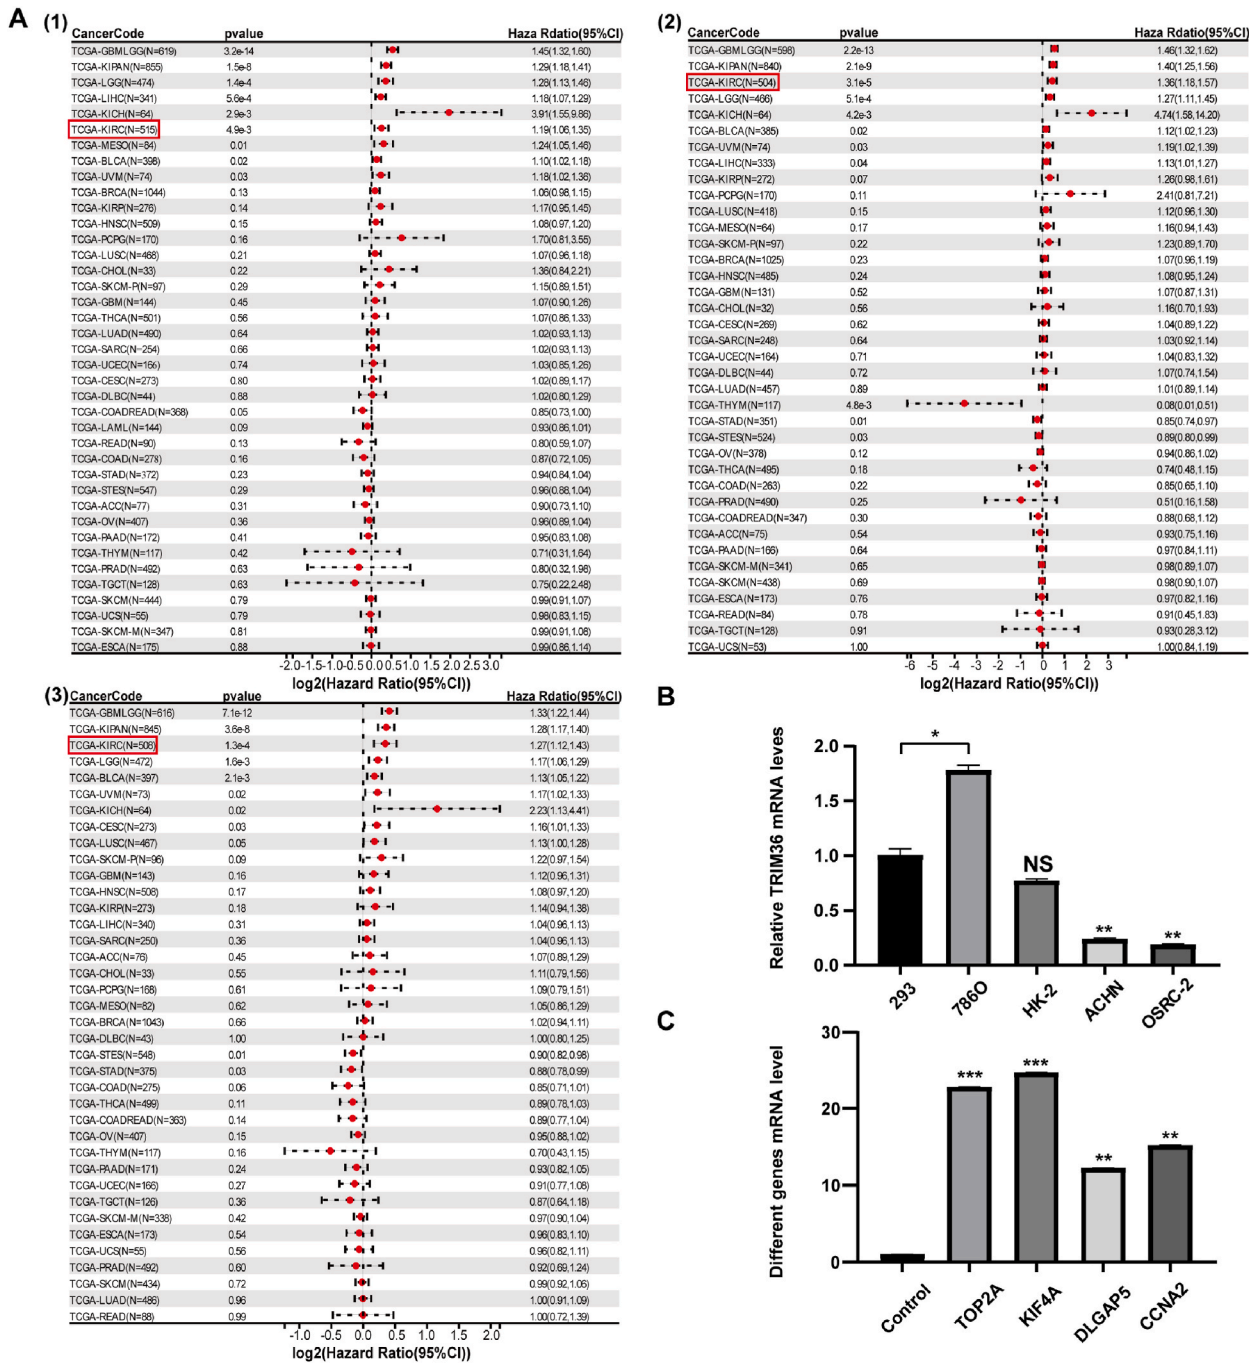 A
(1)
CancerCode pvalue Haza Rdatio(95%CI)
TCGA-GBMLGG(N=619) 3.2e-14 1.45(1.32,1.60)
TCGA-KIPAN(N=855) 1.5e-8 1.29(1.18,1.41)
TCGA-LGG(N=474) 1.4e-4 1.28(1.13,1.46)
TCGA-LIHC(N=341) 5.6e-4 1.18(1.07,1.29)
TCGA-KICH(N=64) 2.9e-3 3.91(1.55,9.86)
TCGA-KIRC(N=515) 4.9e-3 1.19(1.06,1.35)
TCGA-MESO(N=84) 0.01 1.24(1.05,1.46)
TCGA-BLCA(N=398) 0.02 1.10(1.02,1.18)
TCGA-UVM(N=74) 0.03 1.18(1.02,1.36)
TCGA-BRCA(N=1044) 0.13 1.06(0.98,1.15)
TCGA-KIRP(N=276) 0.14 1.17(0.95,1.45)
TCGA-HNSC(N=509) 0.15 1.08(0.97,1.20)
TCGA-PCPG(N=170) 0.16 1.70(0.81,3.55)
TCGA-LUSC(N=468) 0.21 1.07(0.96,1.18)
TCGA-CHOL(N=33) 0.22 1.36(0.84,2.21)
TCGA-SKCM-P(N=97) 0.29 1.15(0.89,1.51)
TCGA-GBM(N=144) 0.45 1.07(0.90,1.26)
TCGA-THCA(N=501) 0.56 1.07(0.86,1.33)
TCGA-LUAD(N=490) 0.64 1.02(0.93,1.13)
TCGA-SARC(N=254) 0.66 1.02(0.93,1.13)
TCGA-UCEC(N=166) 0.74 1.03(0.85,1.26)
TCGA-CESC(N=273) 0.80 1.02(0.89,1.17)
TCGA-DLBC(N=44) 0.88 1.02(0.80,1.29)
TCGA-COADREAD(N=368) 0.05 0.85(0.73,1.00)
TCGA-LAML(N=144) 0.09 0.93(0.86,1.01)
TCGA-READ(N=90) 0.13 0.80(0.59,1.07)
TCGA-COAD(N=278) 0.16 0.87(0.72,1.05)
TCGA-STAD(N=372) 0.23 0.94(0.84,1.04)
TCGA-STES(N=547) 0.29 0.96(0.88,1.04)
TCGA-ACC(N=77) 0.31 0.90(0.73,1.10)
TCGA-OV(N=407) 0.36 0.96(0.89,1.04)
TCGA-PAAD(N=172) 0.41 0.95(0.83,1.08)
TCGA-THYM(N=117) 0.42 0.71(0.31,1.64)
TCGA-PRAD(N=492) 0.63 0.80(0.32,1.98)
TCGA-TGCT(N=128) 0.63 0.75(0.22,2.48)
TCGA-SKCM(N=444) 0.79 0.99(0.91,1.07)
TCGA-UCS(N=55) 0.79 0.98(0.83,1.15)
TCGA-SKCM-M(N=347) 0.81 0.99(0.91,1.08)
TCGA-ESCA(N=175) 0.88 0.99(0.86,1.14)
-2.0-1.5-1.0-0.5 0.0 0.5 1.0 1.5 2.0 2.5 3.0
log2(Hazard Ratio(95%CI))
(2)
CancerCode pvalue Haza Rdatio(95%CI)
TCGA-GBMLGG(N=598) 2.2e-13 1.46(1.32,1.62)
TCGA-KIPAN(N=840) 2.1e-9 1.40(1.25,1.56)
TCGA-KIRC(N=504) 3.1e-5 1.36(1.18,1.57)
TCGA-LGG(N=466) 5.1e-4 1.27(1.11,1.45)
TCGA-KICH(N=64) 4.2e-3 4.74(1.58,14.20)
TCGA-BLCA(N=385) 0.02 1.12(1.02,1.23)
TCGA-UVM(N=74) 0.03 1.19(1.02,1.39)
TCGA-LIHC(N=333) 0.04 1.13(1.01,1.27)
TCGA-KIRP(N=272) 0.07 1.26(0.98,1.61)
TCGA-PCPG(N=170) 0.11 2.41(0.81,7.21)
TCGA-LUSC(N=418) 0.15 1.12(0.96,1.30)
TCGA-MESO(N=64) 0.17 1.16(0.94,1.43)
TCGA-SKCM-P(N=97) 0.22 1.23(0.89,1.70)
TCGA-BRCA(N=1025) 0.23 1.07(0.96,1.19)
TCGA-HNSC(N=485) 0.24 1.08(0.95,1.24)
TCGA-GBM(N=131) 0.52 1.07(0.87,1.31)
TCGA-CHOL(N=32) 0.56 1.16(0.70,1.93)
TCGA-CESC(N=269) 0.62 1.04(0.89,1.22)
TCGA-SARC(N=248) 0.64 1.03(0.92,1.14)
TCGA-UCEC(N=164) 0.71 1.04(0.83,1.32)
TCGA-DLBC(N=44) 0.72 1.07(0.74,1.54)
TCGA-LUAD(N=457) 0.89 1.01(0.89,1.14)
TCGA-THYM(N=117) 4.8e-3 0.08(0.01,0.51)
TCGA-STAD(N=351) 0.01 0.85(0.74,0.97)
TCGA-STES(N=524) 0.03 0.89(0.80,0.99)
TCGA-OV(N=378) 0.12 0.94(0.86,1.02)
TCGA-THCA(N=495) 0.18 0.74(0.48,1.15)
TCGA-COAD(N=263) 0.22 0.85(0.65,1.10)
TCGA-PRAD(N=490) 0.25 0.51(0.16,1.58)
TCGA-COADREAD(N=347) 0.30 0.88(0.68,1.12)
TCGA-ACC(N=75) 0.54 0.93(0.75,1.16)
TCGA-PAAD(N=166) 0.64 0.97(0.84,1.11)
TCGA-SKCM-M(N=341) 0.65 0.98(0.89,1.07)
TCGA-SKCM(N=438) 0.69 0.98(0.90,1.07)
TCGA-ESCA(N=173) 0.76 0.97(0.82,1.16)
TCGA-READ(N=84) 0.78 0.91(0.45,1.83)
TCGA-TGCT(N=128) 0.91 0.93(0.28,3.12)
TCGA-UCS(N=53) 1.00 1.00(0.84,1.19)
-6 -5 -4 -3 -2 -1 0 1 2 3
log2(Hazard Ratio(95%CI))
(3)
CancerCode pvalue Haza Rdatio(95%CI)
TCGA-GBMLGG(N=616) 7.1e-12 1.33(1.22,1.44)
TCGA-KIPAN(N=845) 3.6e-8 1.28(1.17,1.40)
TCGA-KIRC(N=508) 1.3e-4 1.27(1.12,1.43)
TCGA-LGG(N=472) 1.6e-3 1.17(1.06,1.29)
TCGA-BLCA(N=397) 2.1e-3 1.13(1.05,1.22)
TCGA-UVM(N=73) 0.02 1.17(1.02,1.33)
TCGA-KICH(N=64) 0.02 2.23(1.13,4.41)
TCGA-CESC(N=273) 0.03 1.16(1.01,1.33)
TCGA-LUSC(N=467) 0.05 1.13(1.00,1.28)
TCGA-SKCM-P(N=96) 0.09 1.22(0.97,1.54)
TCGA-GBM(N=143) 0.16 1.12(0.96,1.31)
TCGA-HNSC(N=508) 0.17 1.08(0.97,1.20)
TCGA-KIRP(N=273) 0.18 1.14(0.94,1.38)
TCGA-LIHC(N=340) 0.31 1.04(0.96,1.13)
TCGA-SARC(N=250) 0.36 1.04(0.96,1.13)
TCGA-ACC(N=76) 0.45 1.07(0.89,1.29)
TCGA-CHOL(N=33) 0.55 1.11(0.79,1.56)
TCGA-PCPG(N=168) 0.61 1.09(0.79,1.51)
TCGA-MESO(N=82) 0.62 1.05(0.86,1.29)
TCGA-BRCA(N=1043) 0.66 1.02(0.94,1.11)
TCGA-DLBC(N=43) 1.00 1.00(0.80,1.25)
TCGA-STES(N=548) 0.01 0.90(0.82,0.98)
TCGA-STAD(N=375) 0.03 0.88(0.78,0.99)
TCGA-COAD(N=275) 0.06 0.85(0.71,1.01)
TCGA-THCA(N=499) 0.11 0.89(0.78,1.03)
TCGA-COADREAD(N=363) 0.14 0.89(0.77,1.04)
TCGA-OV(N=407) 0.15 0.95(0.88,1.02)
TCGA-THYM(N=117) 0.16 0.70(0.43,1.15)
TCGA-PAAD(N=171) 0.24 0.93(0.82,1.05)
TCGA-UCEC(N=166) 0.27 0.91(0.77,1.08)
TCGA-TGCT(N=126) 0.36 0.87(0.64,1.18)
TCGA-SKCM-M(N=338) 0.42 0.97(0.90,1.04)
TCGA-ESCA(N=173) 0.54 0.96(0.83,1.10)
TCGA-UCS(N=55) 0.56 0.96(0.82,1.11)
TCGA-PRAD(N=492) 0.60 0.92(0.69,1.24)
TCGA-SKCM(N=434) 0.72 0.99(0.92,1.06)
TCGA-LUAD(N=486) 0.96 1.00(0.91,1.09)
TCGA-READ(N=88) 0.99 1.00(0.72,1.39)
-1.0 -0.5 0.0 0.5 1.0 1.5 2.0
log2(Hazard Ratio(95%CI))
B
Relative TRIM36 mRNA leves
2.0
1.5
1.0
0.5
0.0
*
NS
**
**
293
786O
HK-2
ACHN
OSRC-2
C
Different genes mRNA level
30
20
10
0
***
***
**
**
Control
TOP2A
KIF4A
DLGAP5
CCNA2